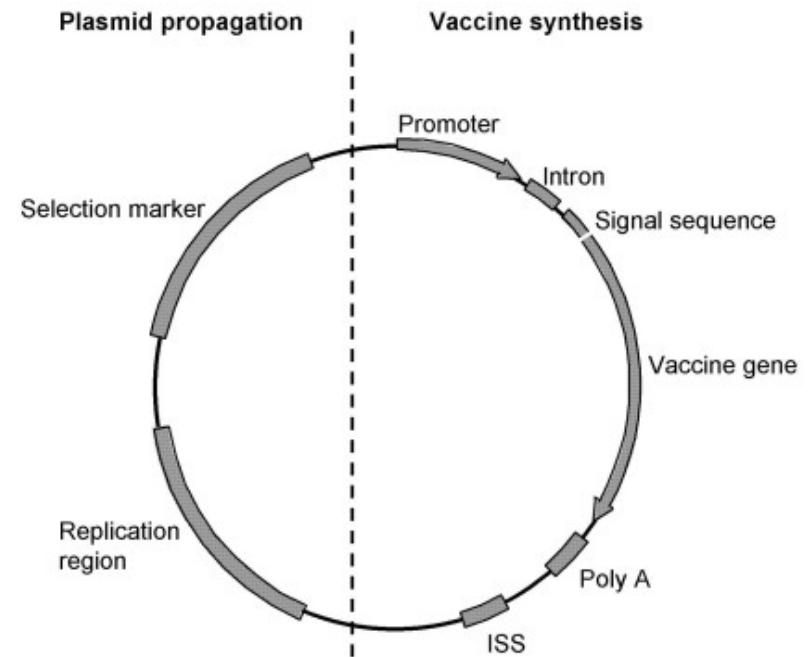 Plasmid propagation
Vaccine synthesis
Promoter
Intron
Selection marker
Signal sequence
Vaccine gene
Replication
region
Poly A
ISS